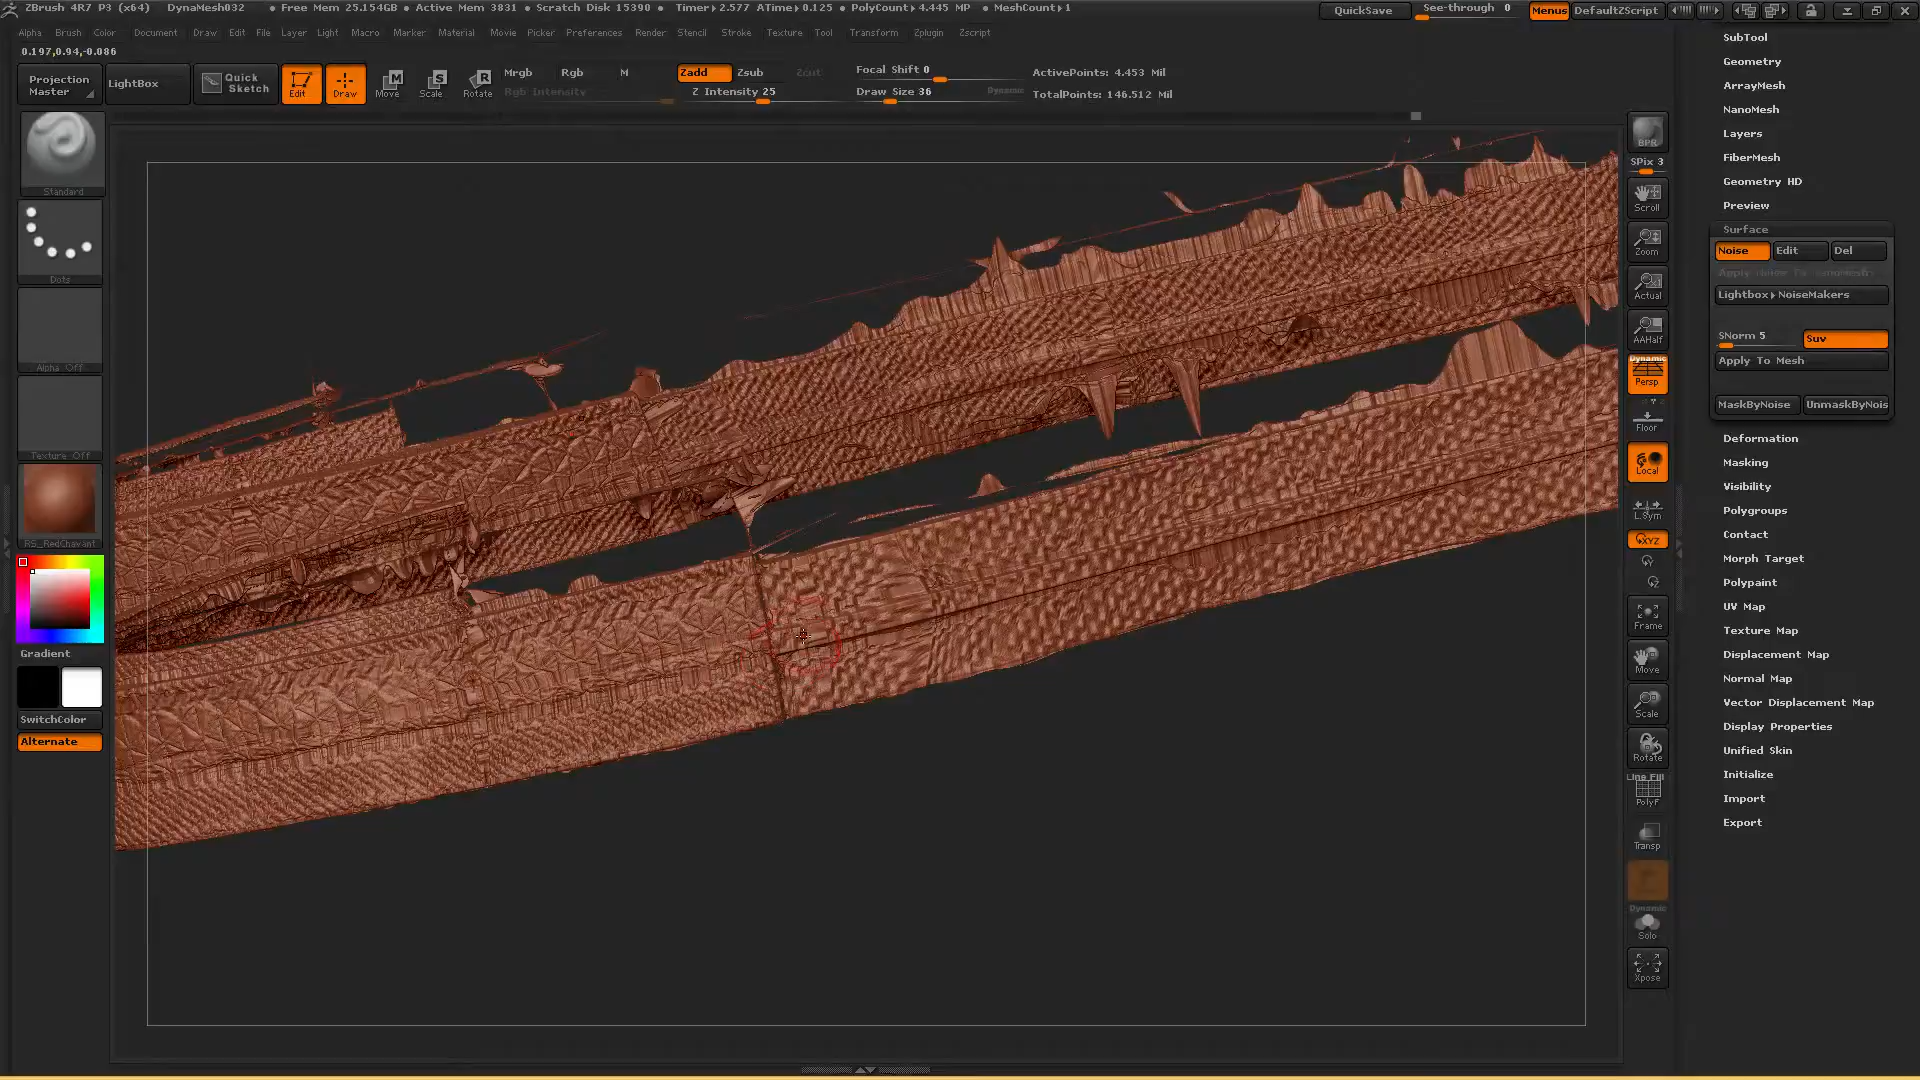 ZBrush 4R7 P3 (x64) DynaMesh032 • Free Mem 25.154GB • Active Mem 3831 • Scratch Disk 15390 • Timer▸2.577 ATime▸0.125 • PolyCount▸4.445 MP • MeshCount▸1 QuickSave See-through 0 Menus DefaultZScript
Alpha Brush Color Document Draw Edit File Layer Light Macro Marker Material Movie Picker Preferences Render Stencil Stroke Texture Tool Transform Zplugin Zscript
0.197,0.94,-0.086
Projection Master
LightBox
Quick Sketch
Edit
Draw
Move
Scale
Rotate
Mrgb Rgb M
Rgb Intensity
Zadd Zsub Zcut
Z Intensity 25
Focal Shift 0
Draw Size 36 Dynamic
ActivePoints: 4.453 Mil
TotalPoints: 146.512 Mil
Standard
Dots
Alpha Off
Texture Off
RS_RedChavant
Gradient
SwitchColor
Alternate
BPR
SPix 3
Scroll
Zoom
Actual
AAHalf
Dynamic
Persp
Floor
Local
L.Sym
XYZ
Frame
Move
Scale
Rotate
Line Fill
PolyF
Transp
Dynamic
Solo
Xpose
SubTool
Geometry
ArrayMesh
NanoMesh
Layers
FiberMesh
Geometry HD
Preview
Surface
Noise Edit Del
Lightbox▸NoiseMakers
SNorm 5 Suv
Apply To Mesh
MaskByNoise UnmaskByNois
Deformation
Masking
Visibility
Polygroups
Contact
Morph Target
Polypaint
UV Map
Texture Map
Displacement Map
Normal Map
Vector Displacement Map
Display Properties
Unified Skin
Initialize
Import
Export